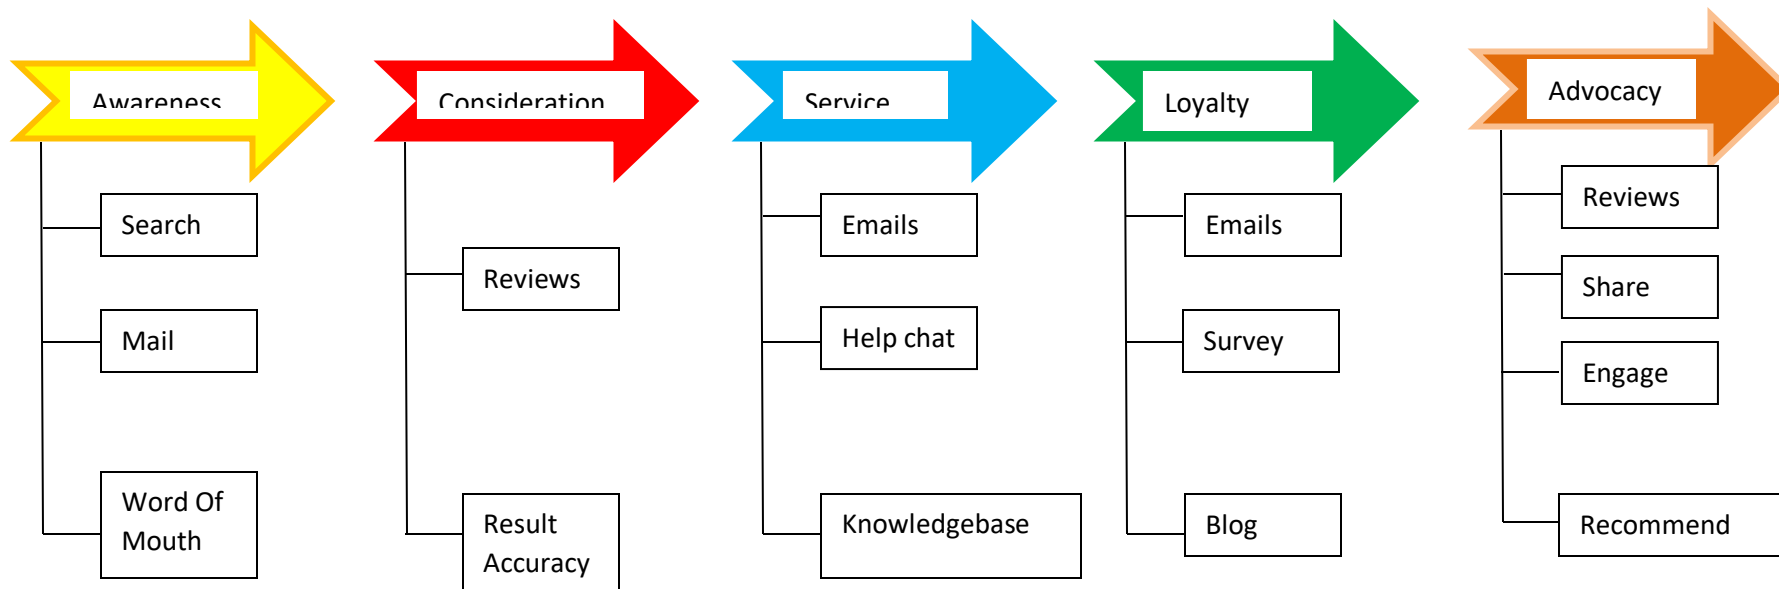 Awareness
Search
Mail
Word Of
Mouth
Consideration
Reviews
Result
Accuracy
Service
Emails
Help chat
Knowledgebase
Loyalty
Emails
Survey
Blog
Advocacy
Reviews
Share
Engage
Recommend